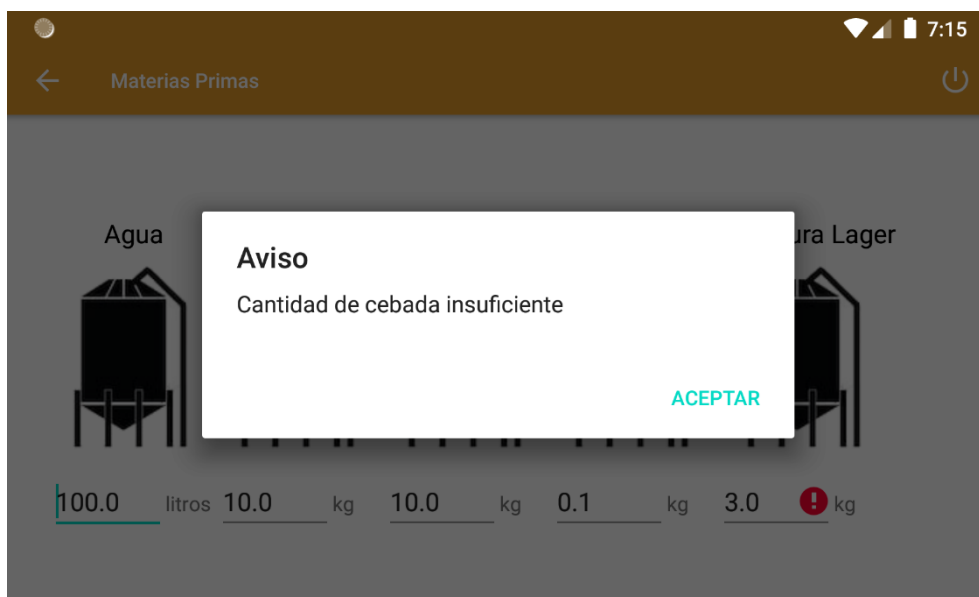 7:15
Materias Primas
Agua
ura Lager
Aviso
Cantidad de cebada insuficiente
ACEPTAR
100.0 litros 10.0 kg 10.0 kg 0.1 kg 3.0 kg